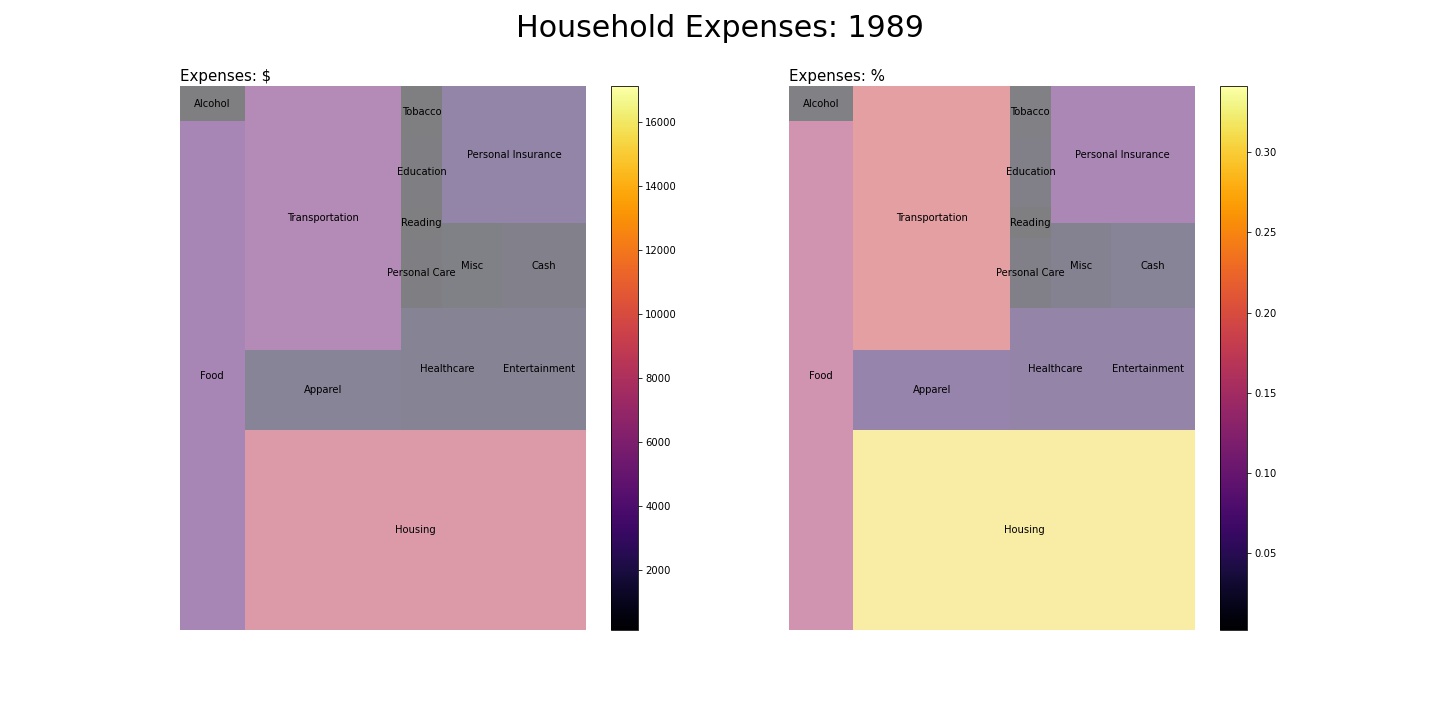 Household Expenses: 1989
Expenses: $
Alcohol
Tobacco
Personal Insurance
Education
Transportation
Reading
Personal Care
Misc
Cash
Food
Healthcare
Entertainment
Apparel
Housing
16000
14000
12000
10000
8000
6000
4000
2000
Expenses: %
Alcohol
Tobacco
Personal Insurance
Education
Transportation
Reading
Personal Care
Misc
Cash
Food
Healthcare
Entertainment
Apparel
Housing
0.30
0.25
0.20
0.15
0.10
0.05